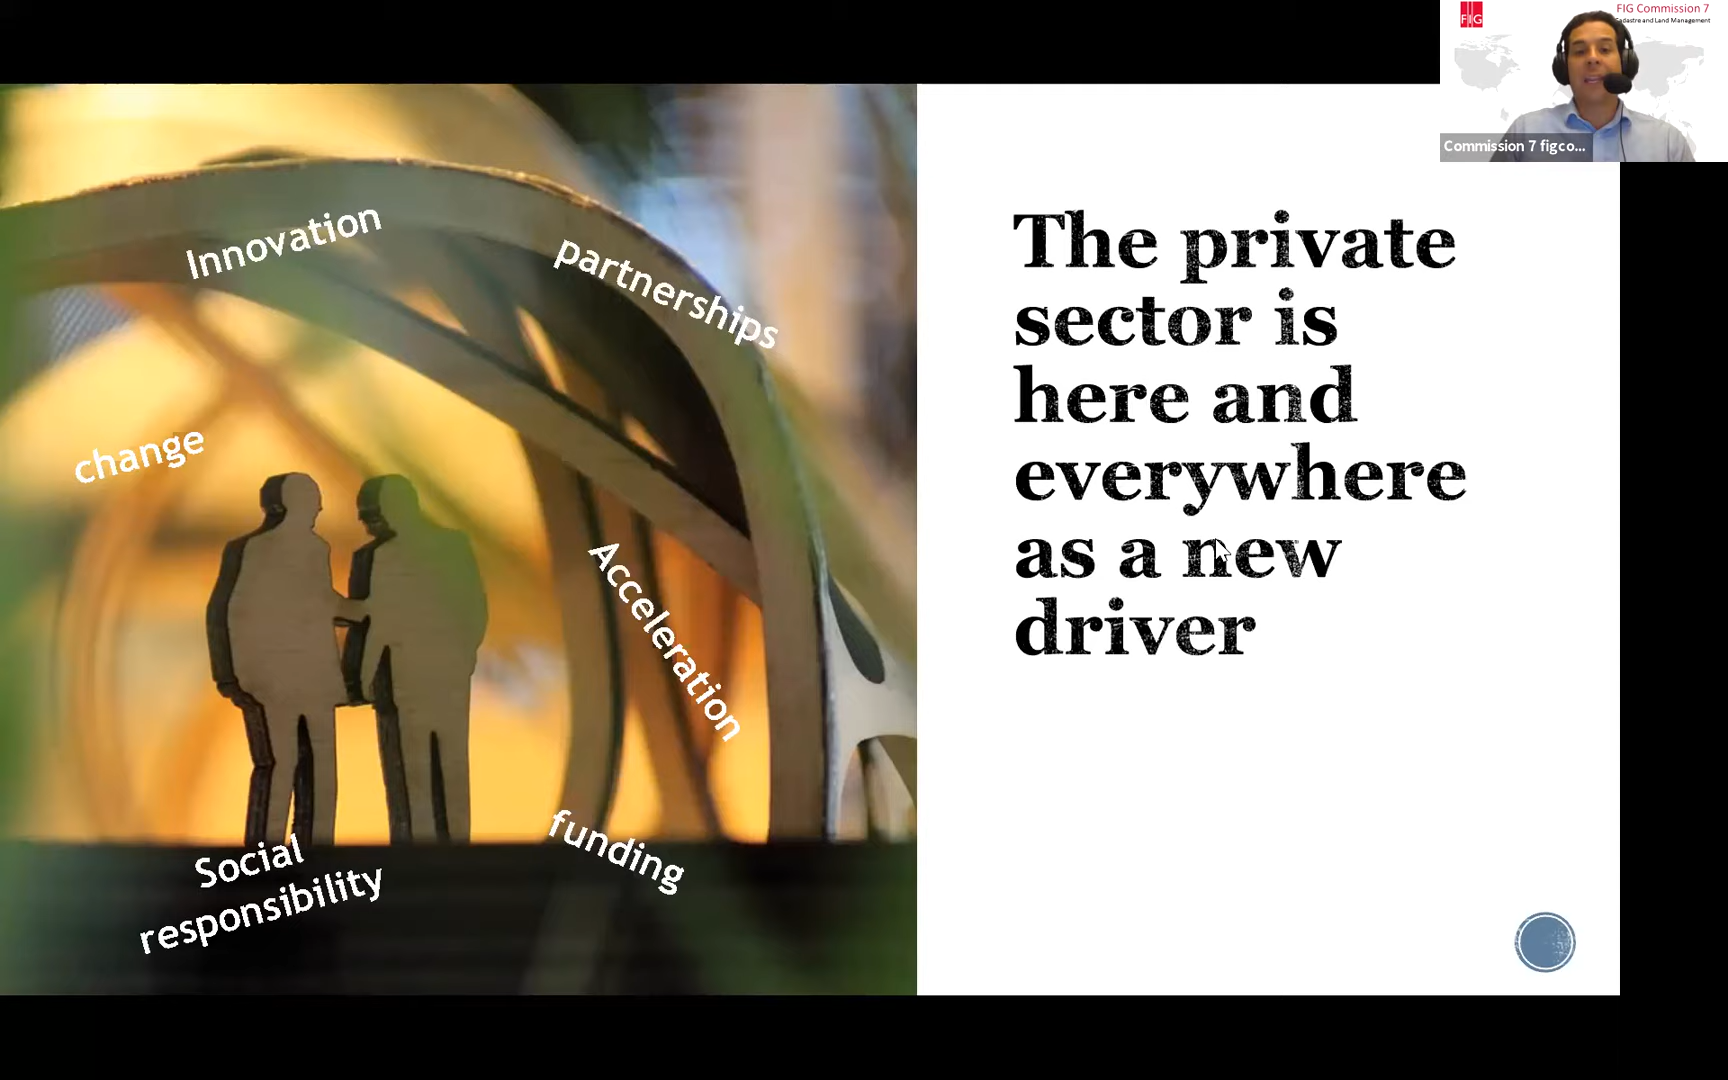 FIG
FIG Commission 7
Cadastre and Land Management
Commission 7 figco...
Innovation
partnerships
change
Acceleration
funding
Social
responsibility
The private
sector is
here and
everywhere
as a new
driver